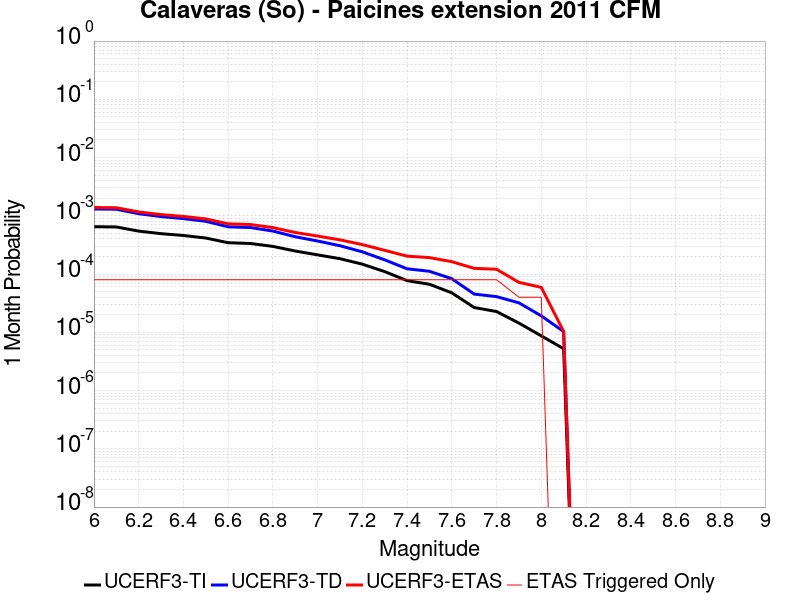 Calaveras (So) - Paicines extension 2011 CFM
10^0
10^-1
10^-2
10^-3
10^-4
10^-5
10^-6
10^-7
10^-8
1 Month Probability
6 6.2 6.4 6.6 6.8 7 7.2 7.4 7.6 7.8 8 8.2 8.4 8.6 8.8 9
Magnitude
UCERF3-TI UCERF3-TD UCERF3-ETAS ETAS Triggered Only